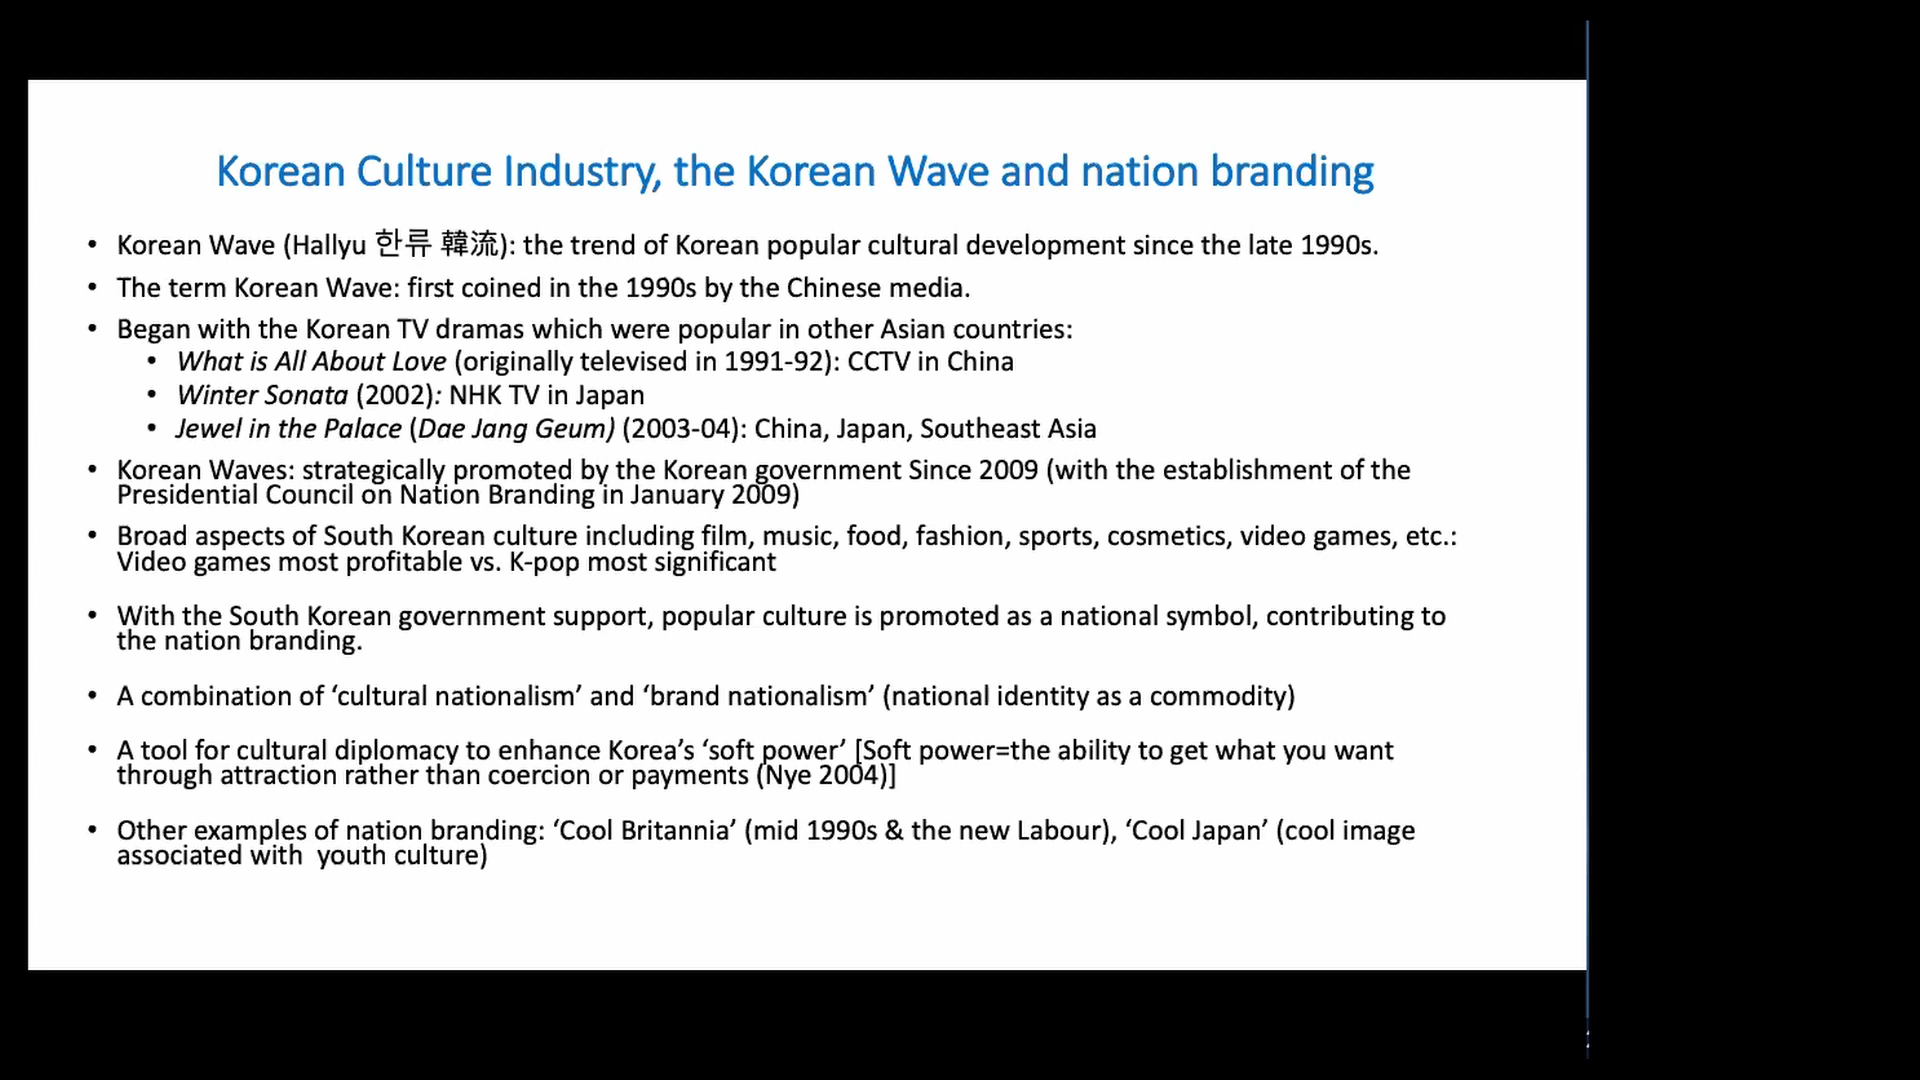 Korean Culture Industry, the Korean Wave and nation branding
• Korean Wave (Hallyu 한류 韓流): the trend of Korean popular cultural development since the late 1990s.
• The term Korean Wave: first coined in the 1990s by the Chinese media.
• Began with the Korean TV dramas which were popular in other Asian countries:
• What is All About Love (originally televised in 1991-92): CCTV in China
• Winter Sonata (2002): NHK TV in Japan
• Jewel in the Palace (Dae Jang Geum) (2003-04): China, Japan, Southeast Asia
• Korean Waves: strategically promoted by the Korean government Since 2009 (with the establishment of the
Presidential Council on Nation Branding in January 2009)
• Broad aspects of South Korean culture including film, music, food, fashion, sports, cosmetics, video games, etc.:
Video games most profitable vs. K-pop most significant
• With the South Korean government support, popular culture is promoted as a national symbol, contributing to
the nation branding.
• A combination of ‘cultural nationalism’ and ‘brand nationalism’ (national identity as a commodity)
• A tool for cultural diplomacy to enhance Korea’s ‘soft power’ [Soft power=the ability to get what you want
through attraction rather than coercion or payments (Nye 2004)]
• Other examples of nation branding: ‘Cool Britannia’ (mid 1990s & the new Labour), ‘Cool Japan’ (cool image
associated with  youth culture)